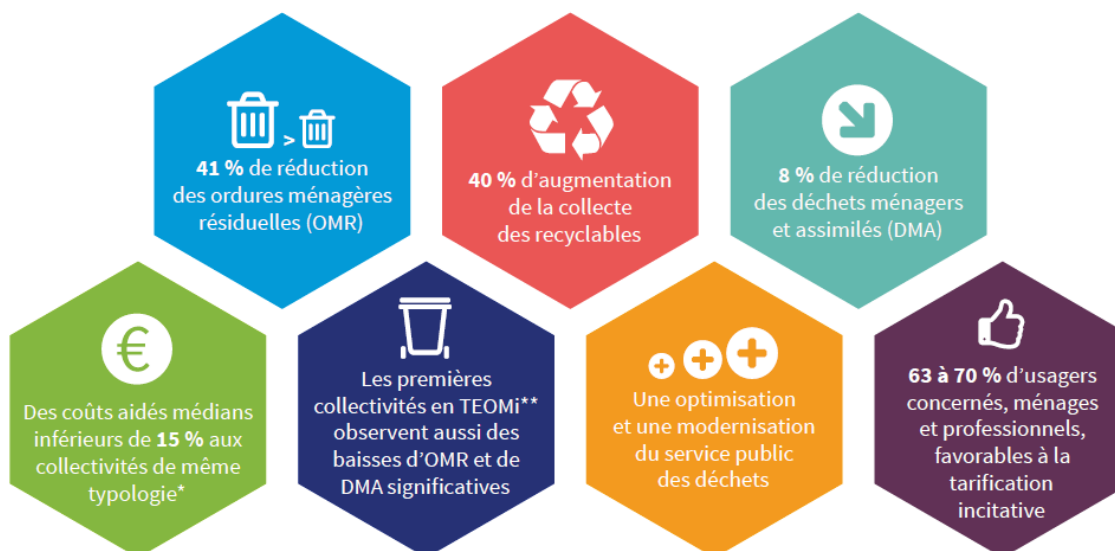 >
41 % de réduction
des ordures ménagères
résiduelles (OMR)
40 % d’augmentation
de la collecte
des recyclables
8 % de réduction
des déchets ménagers
et assimilés (DMA)
€
Des coûts aidés médians
inférieurs de 15 % aux
collectivités de même
typologie*
Les premières
collectivités en TEOMi**
observent aussi des
baisses d’OMR et de
DMA significatives
Une optimisation
et une modernisation
du service public
des déchets
63 à 70 % d’usagers
concernés, ménages
et professionnels,
favorables à la
tarification
incitative